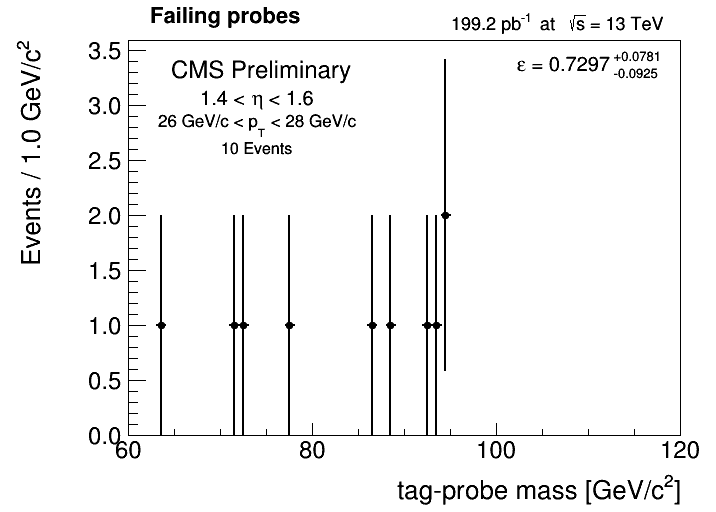 Failing probes
199.2 pb⁻¹ at √s = 13 TeV
CMS Preliminary
1.4 < η < 1.6
26 GeV/c < p_T < 28 GeV/c
10 Events
ε = 0.7297 +0.0781 -0.0925
Events / 1.0 GeV/c²
3.5
3.0
2.5
2.0
1.5
1.0
0.5
0.0
60 80 100 120
tag-probe mass [GeV/c²]